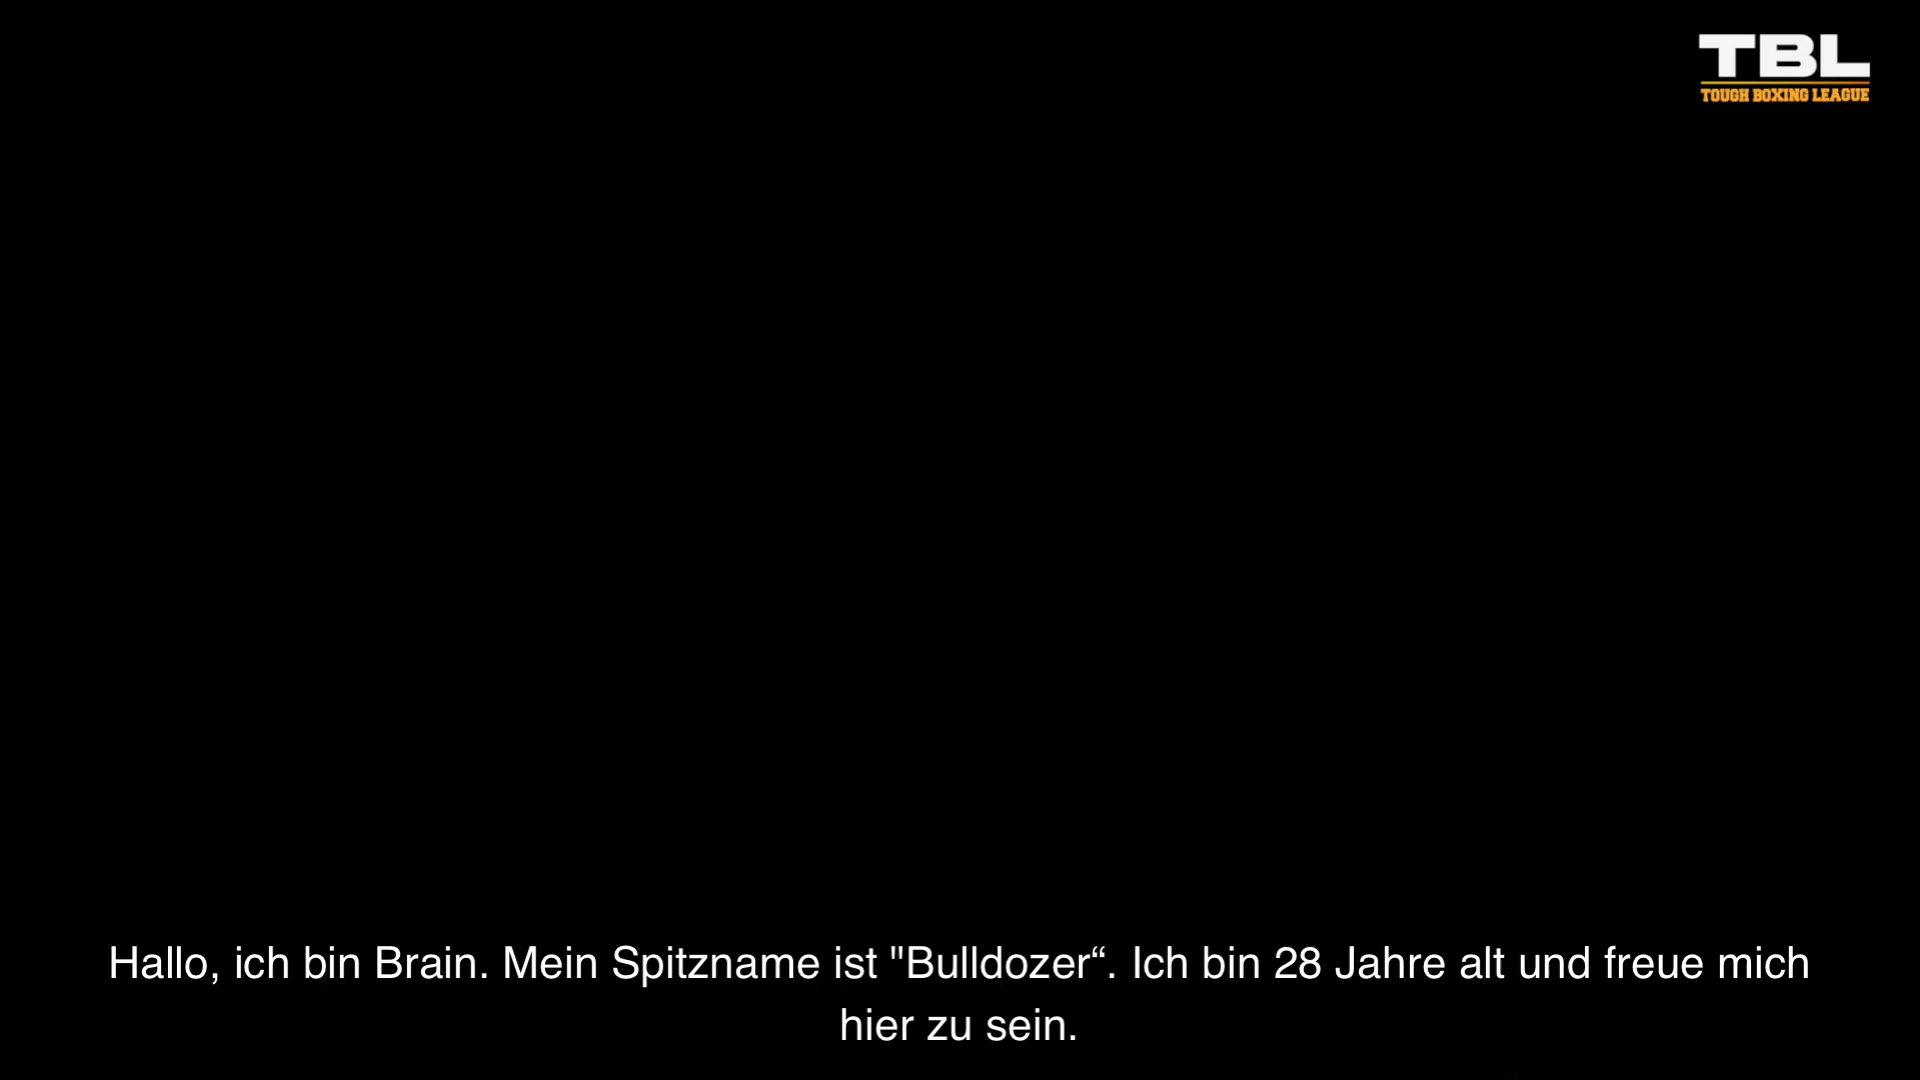 TBL
TOUGH BOXING LEAGUE
Hallo, ich bin Brain. Mein Spitzname ist "Bulldozer“. Ich bin 28 Jahre alt und freue mich
hier zu sein.